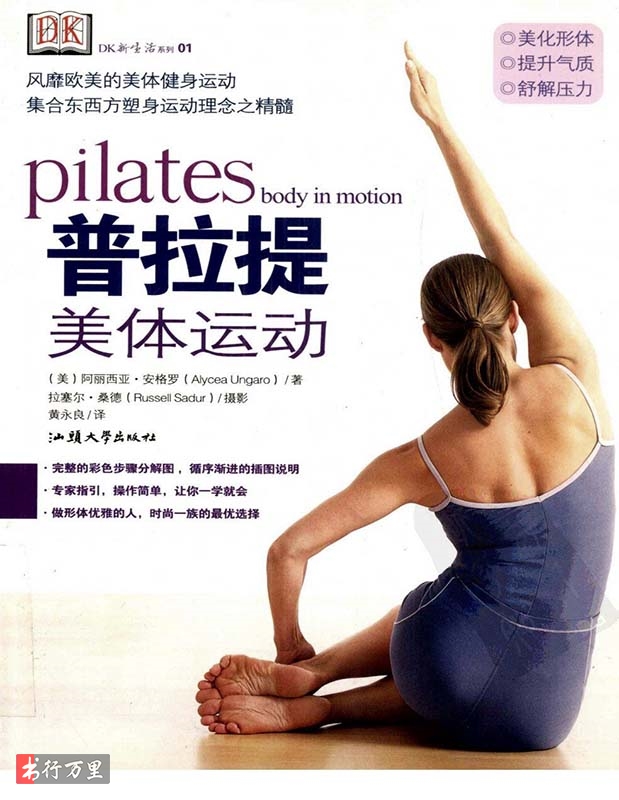 DK
DK 新生活系列 01
◎美化形体
◎提升气质
◎舒解压力
风靡欧美的美体健身运动
集合东西方塑身运动理念之精髓
pilates body in motion
普拉提
美体运动
（美）阿丽西亚·安格罗（Alycea Ungaro）/著
拉塞尔·桑德（Russell Sadur）/摄影
黄永良/译
汕頭大學出版社
·完整的彩色步骤分解图，循序渐进的插图说明
·专家指引，操作简单，让你一学就会
·做形体优雅的人，时尚一族的最优选择
书行万里